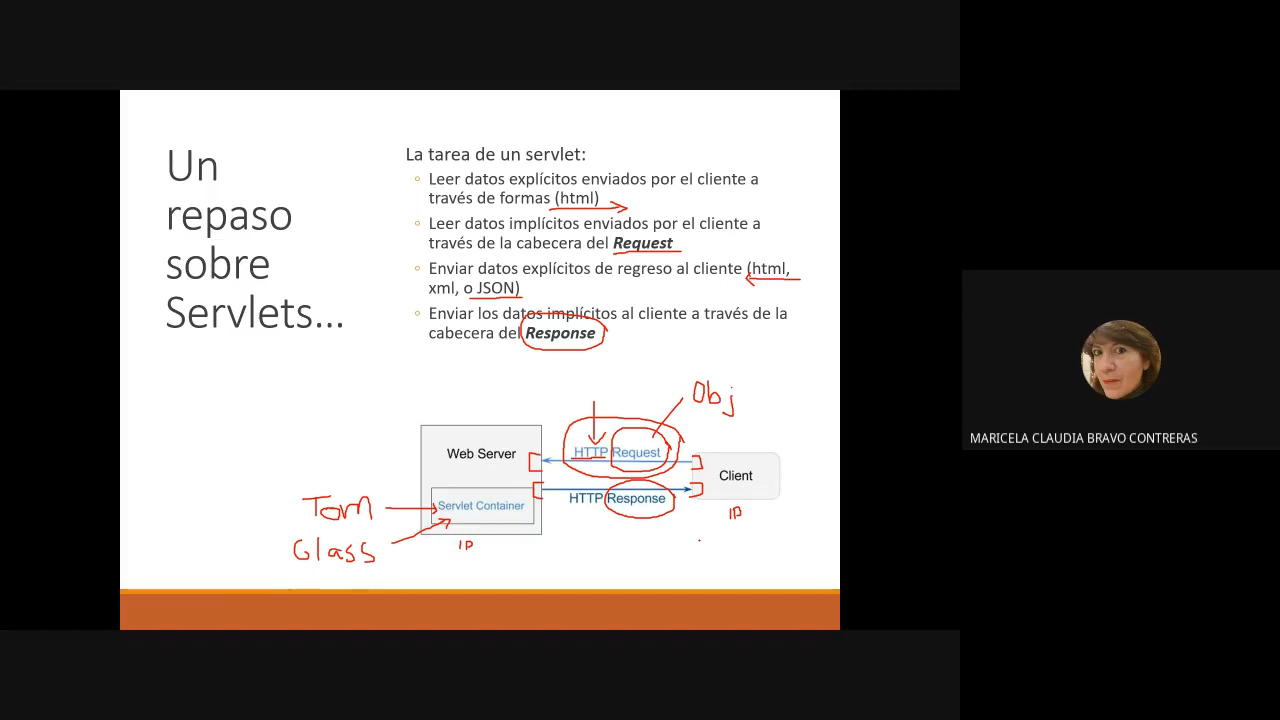 Un
repaso
sobre
Servlets...
La tarea de un servlet:
Leer datos explícitos enviados por el cliente a
través de formas (html)
Leer datos implícitos enviados por el cliente a
través de la cabecera del Request
Enviar datos explícitos de regreso al cliente (html,
xml, o JSON)
Enviar los datos implícitos al cliente a través de la
cabecera del Response
Obj
Web Server
HTTP Request
Client
HTTP Response
Servlet Container
Tom
Glass
IP
IP
MARICELA CLAUDIA BRAVO CONTRERAS